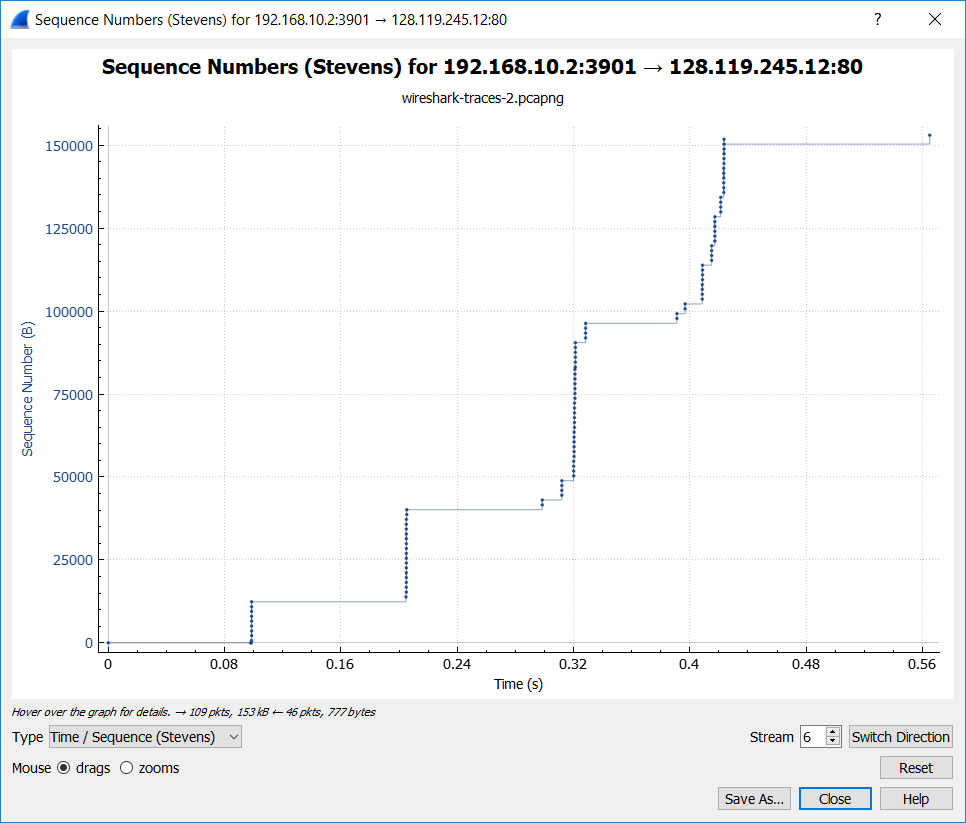 Sequence Numbers (Stevens) for 192.168.10.2:3901 → 128.119.245.12:80
?
Sequence Numbers (Stevens) for 192.168.10.2:3901 → 128.119.245.12:80
wireshark-traces-2.pcapng
150000
125000
100000
75000
50000
25000
0
Sequence Number (B)
0 0.08 0.16 0.24 0.32 0.4 0.48 0.56
Time (s)
Hover over the graph for details. → 109 pkts, 153 kB ← 46 pkts, 777 bytes
Type Time / Sequence (Stevens) Stream 6 Switch Direction
Mouse drags zooms Reset
Save As... Close Help